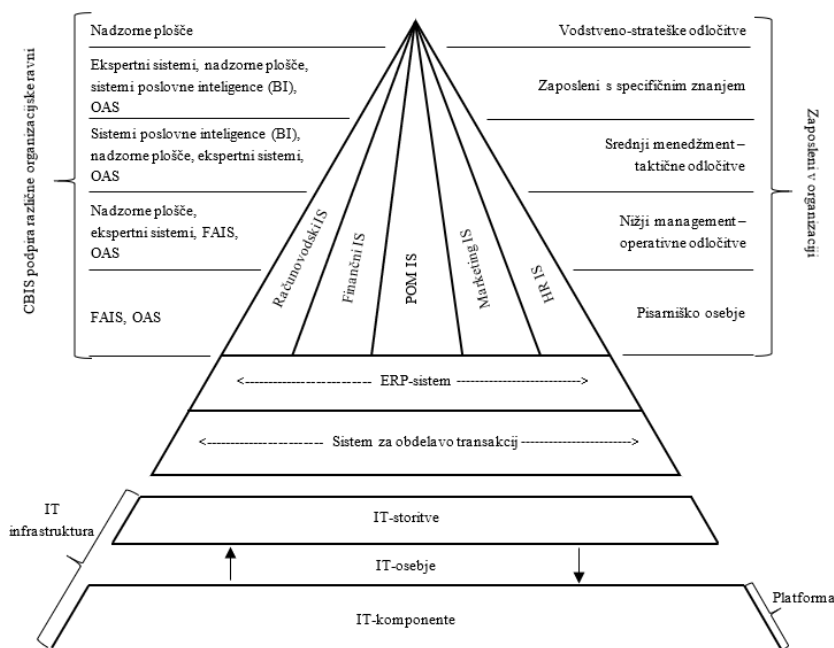 Nadzorne plošče
Vodstveno-strateške odločitve
Ekspertni sistemi, nadzorne plošče,
sistemi poslovne inteligence (BI),
OAS
Zaposleni s specifičnim znanjem
Sistemi poslovne inteligence (BI),
nadzorne plošče, ekspertni sistemi,
OAS
Srednji menedžment –
taktične odločitve
Nadzorne plošče,
ekspertni sistemi, FAIS,
OAS
Nižji management –
operativne odločitve
FAIS, OAS
Pisarniško osebje
CBIS podpira različne organizacijske ravni
Zaposleni v organizaciji
Računovodski IS
Finančni IS
POM IS
Marketing IS
HR IS
ERP-sistem
Sistem za obdelavo transakcij
IT
infrastruktura
IT-storitve
IT-osebje
IT-komponente
Platforma